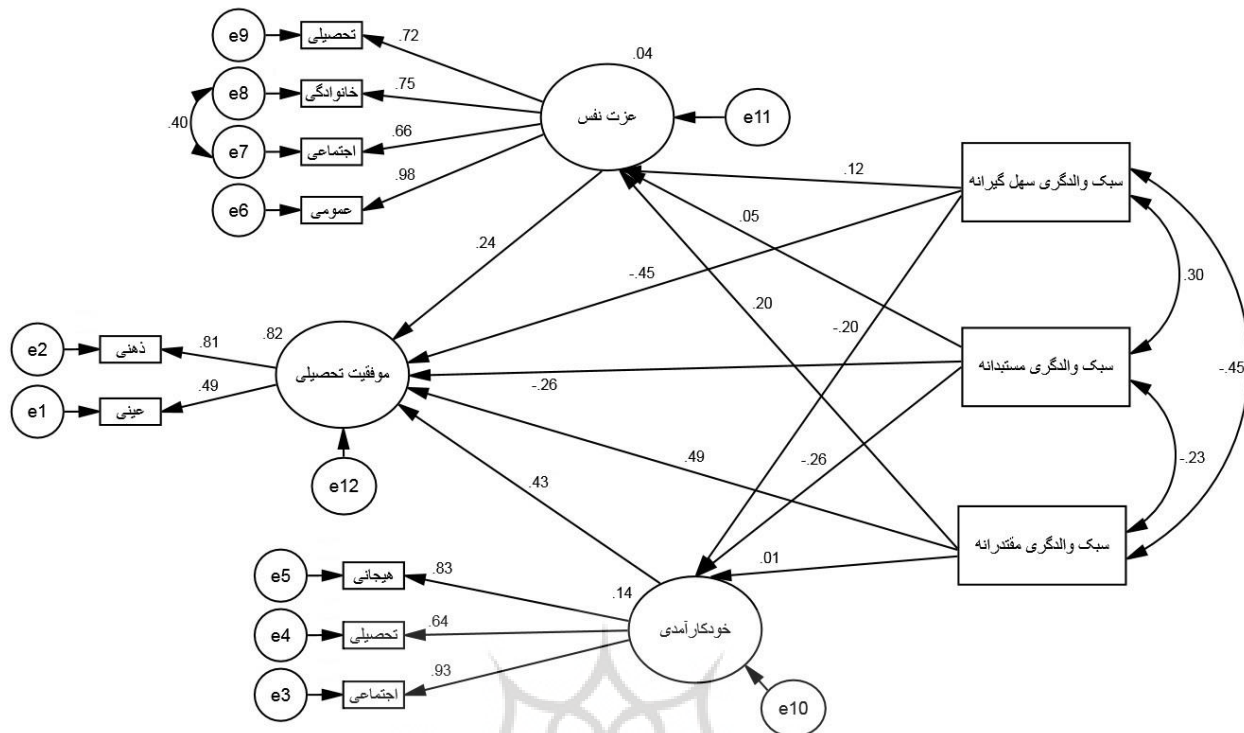 e9
تحصیلی
.72
.04
e8
خانوادگی
.75
عزت نفس
e11
.40
e7
اجتماعی
.66
e6
عمومی
.98
.12
سبک والدگری سهل گیرانه
.05
.24
-.45
.30
.20
-.20
e2
ذهنی
.81
.82
موفقیت تحصیلی
سبک والدگری مستبدانه
-.45
e1
عینی
.49
-.26
e12
.49
-.26
-.23
.43
سبک والدگری مقتدرانه
.01
e5
هیجانی
.83
.14
e4
تحصیلی
.64
خودکارآمدی
e3
اجتماعی
.93
e10